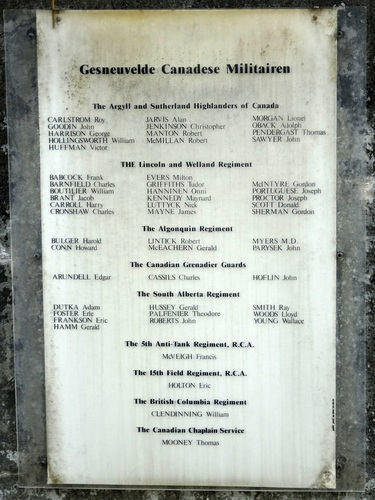 Gesneuvelde Canadese Militairen
The Argyll and Sutherland Highlanders of Canada
CARLSTROM Roy JARVIS Alan MORGAN Lionel
GOODIN John JENKINSON Christopher OBACK Adolph
HARRISON George MANTON Robert PENDERGAST Thomas
HOLLINGSWORTH William McMILLAN Robert SAWYER John
HUFFMAN Victor
THE Lincoln and Welland Regiment
BABCOCK Frank EVERS Milton
BARNFIELD Charles GRIFFITHS Tudor McINTYRE Gordon
BOUTILIER William HANNINEN Onni PORTUGUESE Joseph
BRANT Jacob KENNEDY Maynard PROCTOR Joseph
CARROLL Harry LUTTYCK Nick SCOTT Donald
CRONSHAW Charles MAYNE James SHERMAN Gordon
The Algonquin Regiment
BULGER Harold LINTICK Robert MYERS M.D.
CONN Howard McEACHERN Gerald PARYSEK John
The Canadian Grenadier Guards
ARUNDELL Edgar CASSILS Charles HOFLIN John
The South Alberta Regiment
DUTKA Adam HUSSEY Gerald SMITH Ray
FOSTER Erle PALFENIER Theodore WOODS Lloyd
FRANKSON Eric ROBERTS John YOUNG Wallace
HAMM Gerald
The 5th Anti-Tank Regiment, R.C.A.
McVEIGH Francis
The 15th Field Regiment, R.C.A.
HOLTON Eric
The British-Columbia Regiment
CLENDINNING William
The Canadian Chaplain Service
MOONEY Thomas